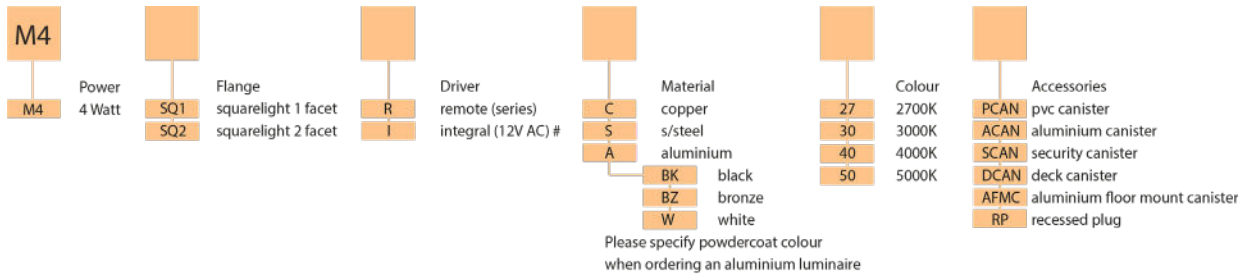 M4
Power
M4 4 Watt
Flange
SQ1 squarelight 1 facet
SQ2 squarelight 2 facet
Driver
R remote (series)
I integral (12V AC) #
Material
C copper
S s/steel
A aluminium
BK black
BZ bronze
W white
Please specify powdercoat colour
when ordering an aluminium luminaire
Colour
27 2700K
30 3000K
40 4000K
50 5000K
Accessories
PCAN pvc canister
ACAN aluminium canister
SCAN security canister
DCAN deck canister
AFMC aluminium floor mount canister
RP recessed plug